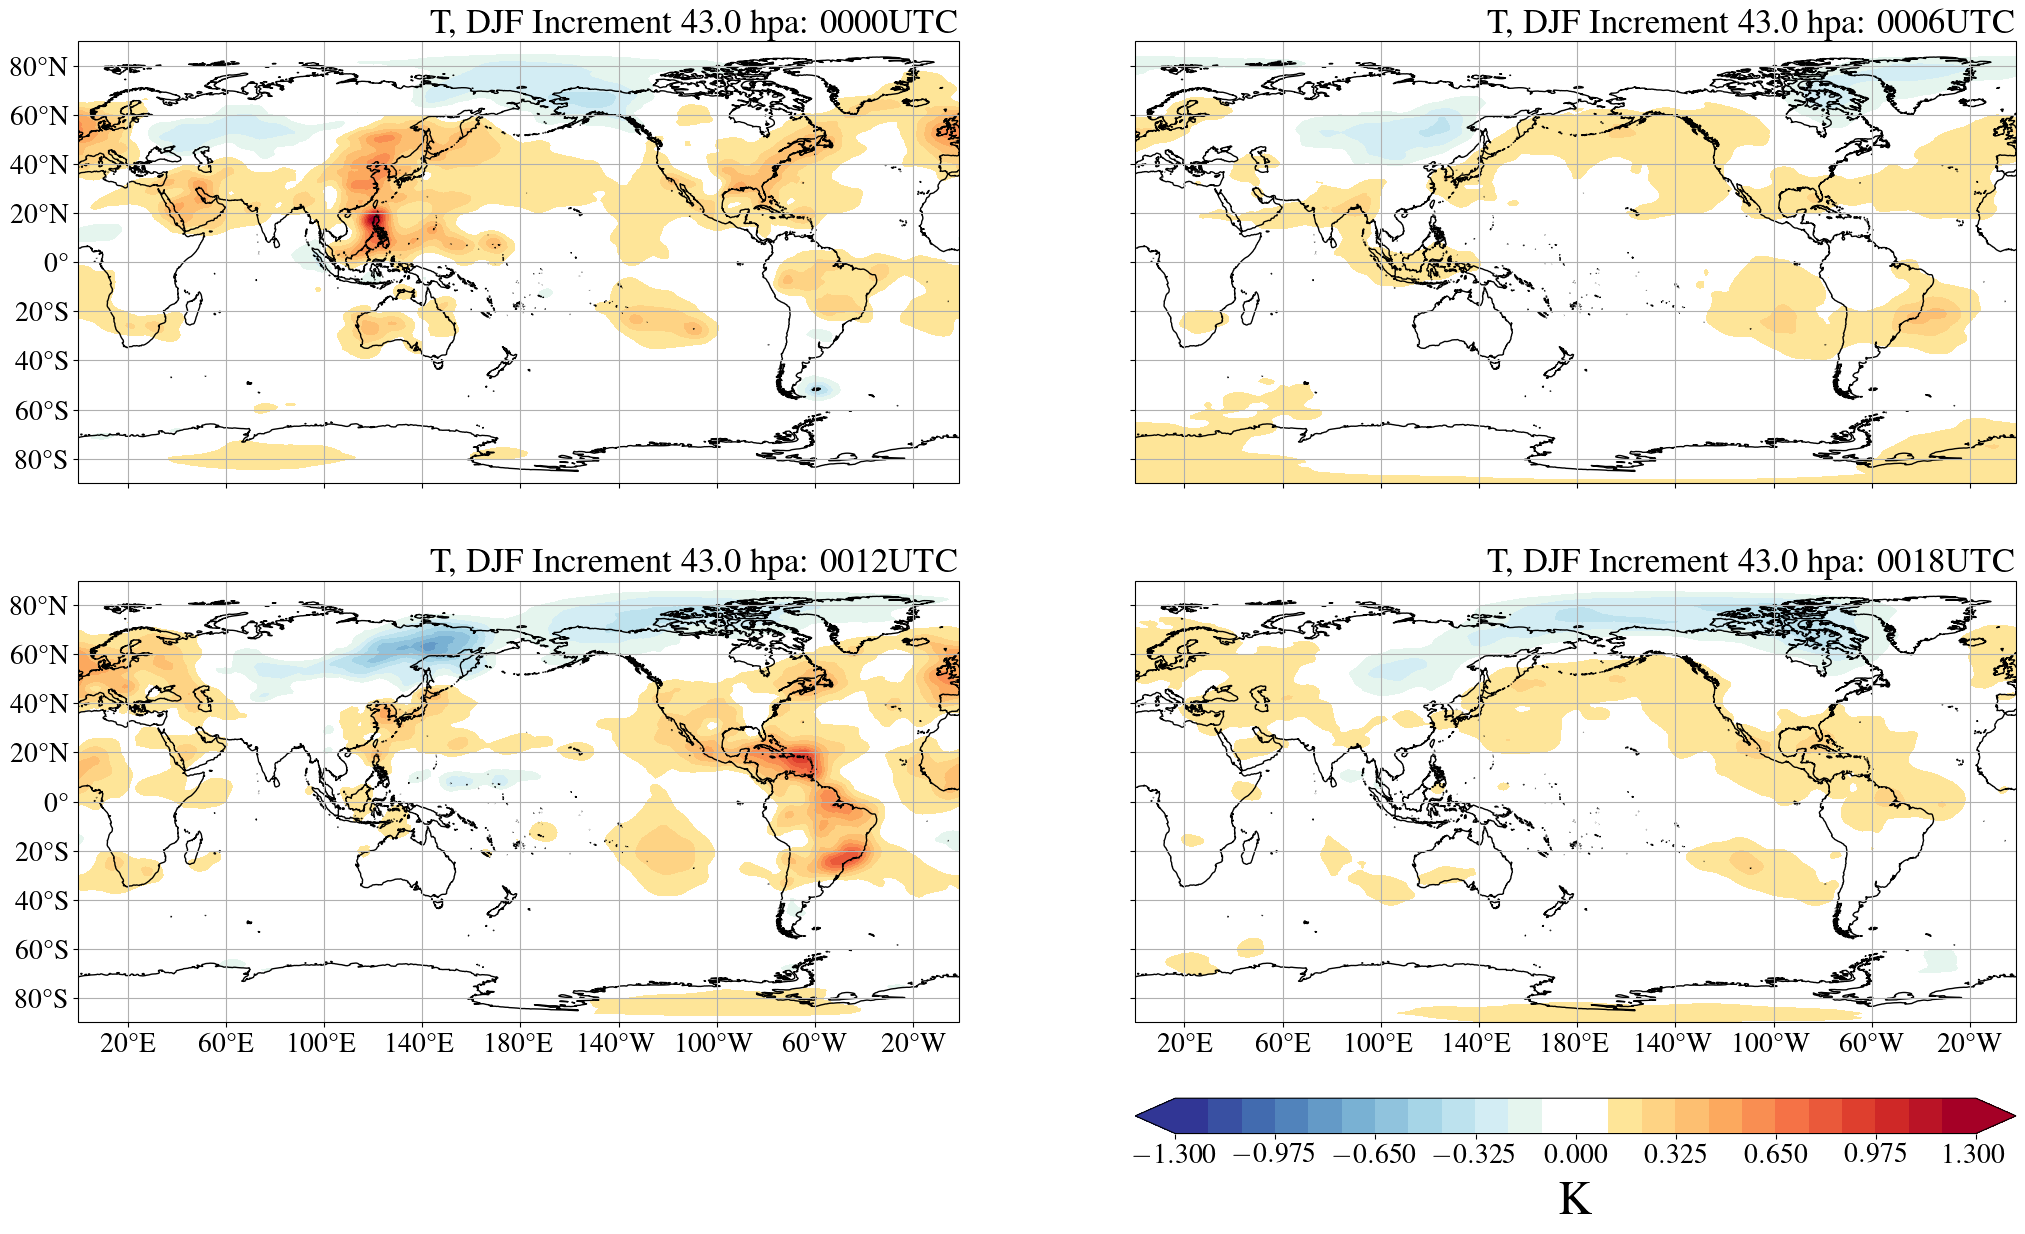 T, DJF Increment 43.0 hpa: 0000UTC
T, DJF Increment 43.0 hpa: 0006UTC
80°N
60°N
40°N
20°N
0°
20°S
40°S
60°S
80°S
T, DJF Increment 43.0 hpa: 0012UTC
T, DJF Increment 43.0 hpa: 0018UTC
80°N
60°N
40°N
20°N
0°
20°S
40°S
60°S
80°S
20°E 60°E 100°E 140°E 180°E 140°W 100°W 60°W 20°W
20°E 60°E 100°E 140°E 180°E 140°W 100°W 60°W 20°W
−1.300 −0.975 −0.650 −0.325 0.000 0.325 0.650 0.975 1.300
K